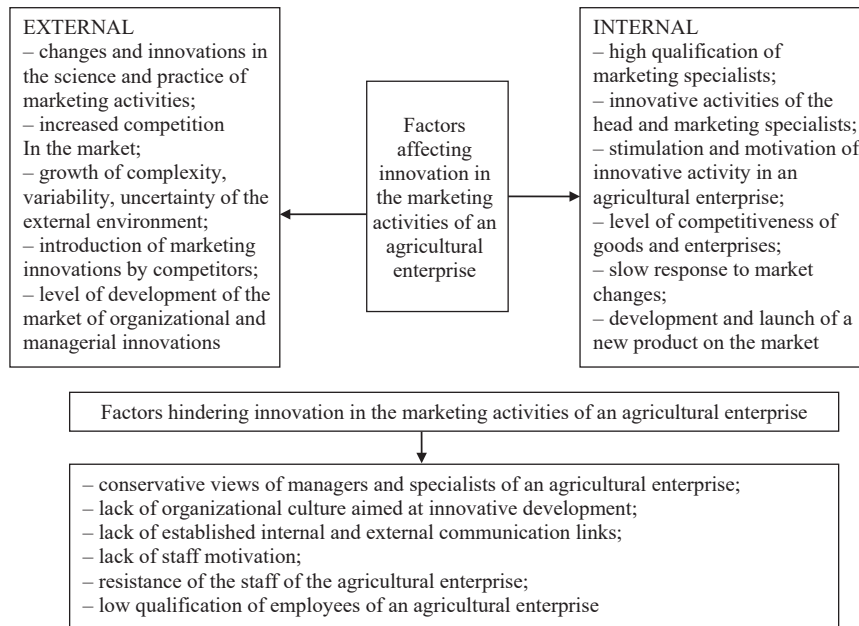 EXTERNAL
– changes and innovations in
the science and practice of
marketing activities;
– increased competition
In the market;
– growth of complexity,
variability, uncertainty of the
external environment;
– introduction of marketing
innovations by competitors;
– level of development of the
market of organizational and
managerial innovations
Factors
affecting
innovation in
the marketing
activities of an
agricultural
enterprise
INTERNAL
– high qualification of
marketing specialists;
– innovative activities of the
head and marketing specialists;
– stimulation and motivation of
innovative activity in an
agricultural enterprise;
– level of competitiveness of
goods and enterprises;
– slow response to market
changes;
– development and launch of a
new product on the market
Factors hindering innovation in the marketing activities of an agricultural enterprise
– conservative views of managers and specialists of an agricultural enterprise;
– lack of organizational culture aimed at innovative development;
– lack of established internal and external communication links;
– lack of staff motivation;
– resistance of the staff of the agricultural enterprise;
– low qualification of employees of an agricultural enterprise